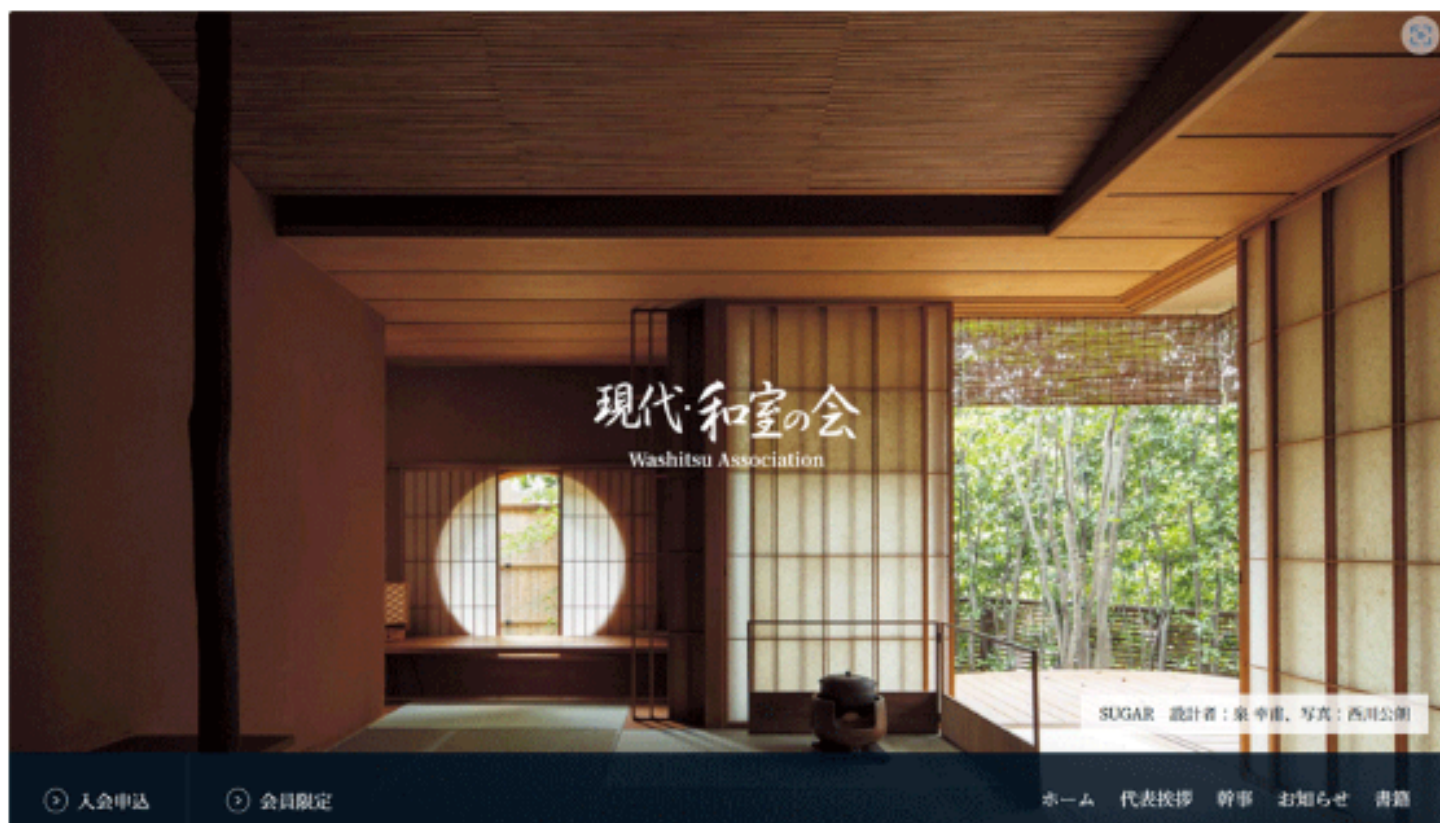 現代・和室の会
Washitsu Association
SUGAR 設計者：泉 幸甫、写真：西川公朗
入会申込
会員限定
ホーム 代表挨拶 幹事 お知らせ 書籍